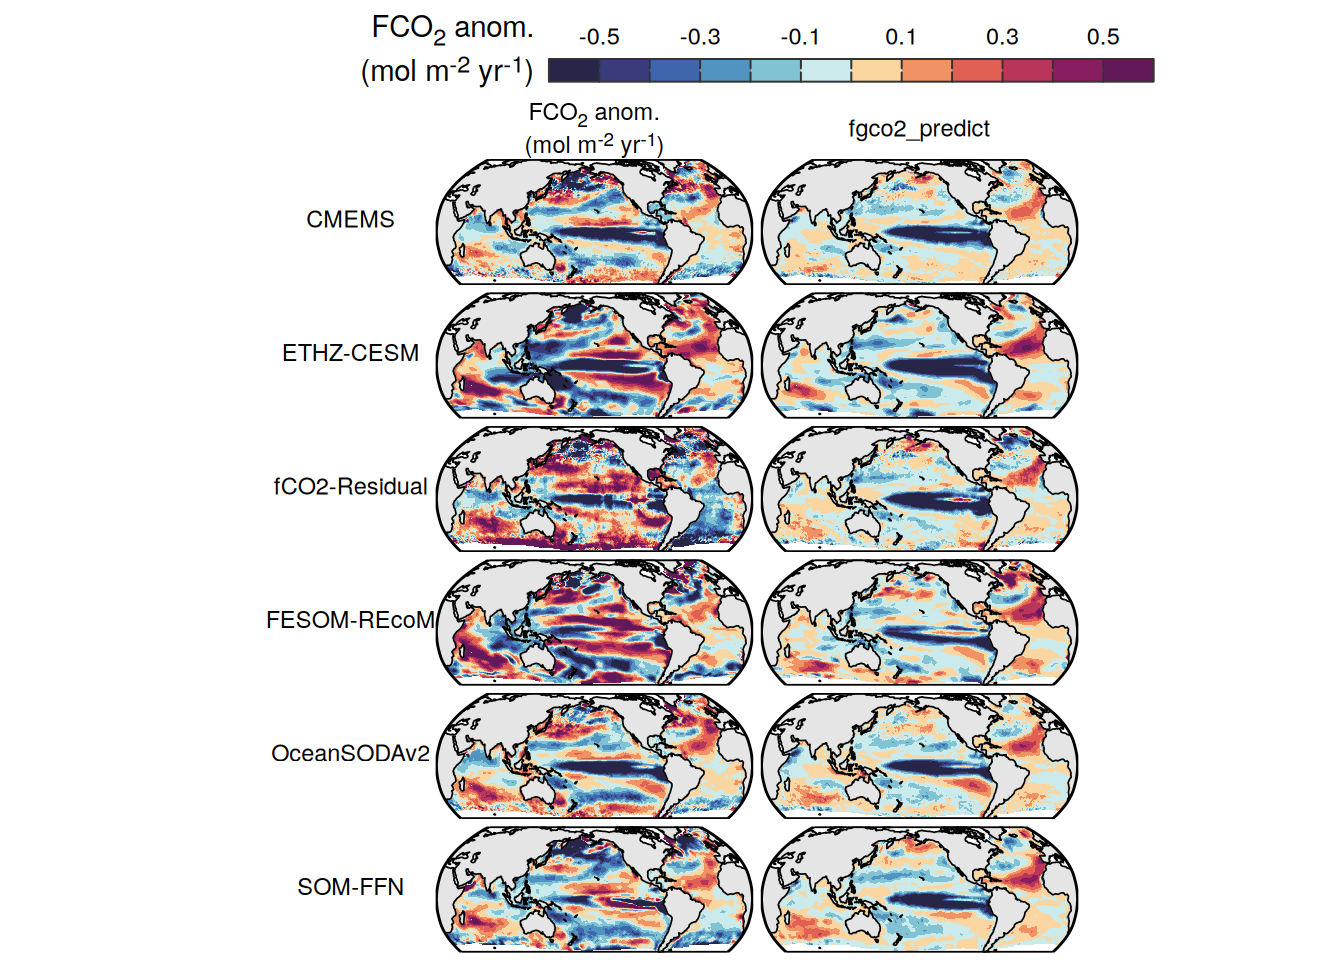 FCO2 anom.
(mol m-2 yr-1)
-0.5 -0.3 -0.1 0.1 0.3 0.5
FCO2 anom.
(mol m-2 yr-1)
fgco2_predict
CMEMS
ETHZ-CESM
fCO2-Residual
FESOM-REcoM
OceanSODAv2
SOM-FFN